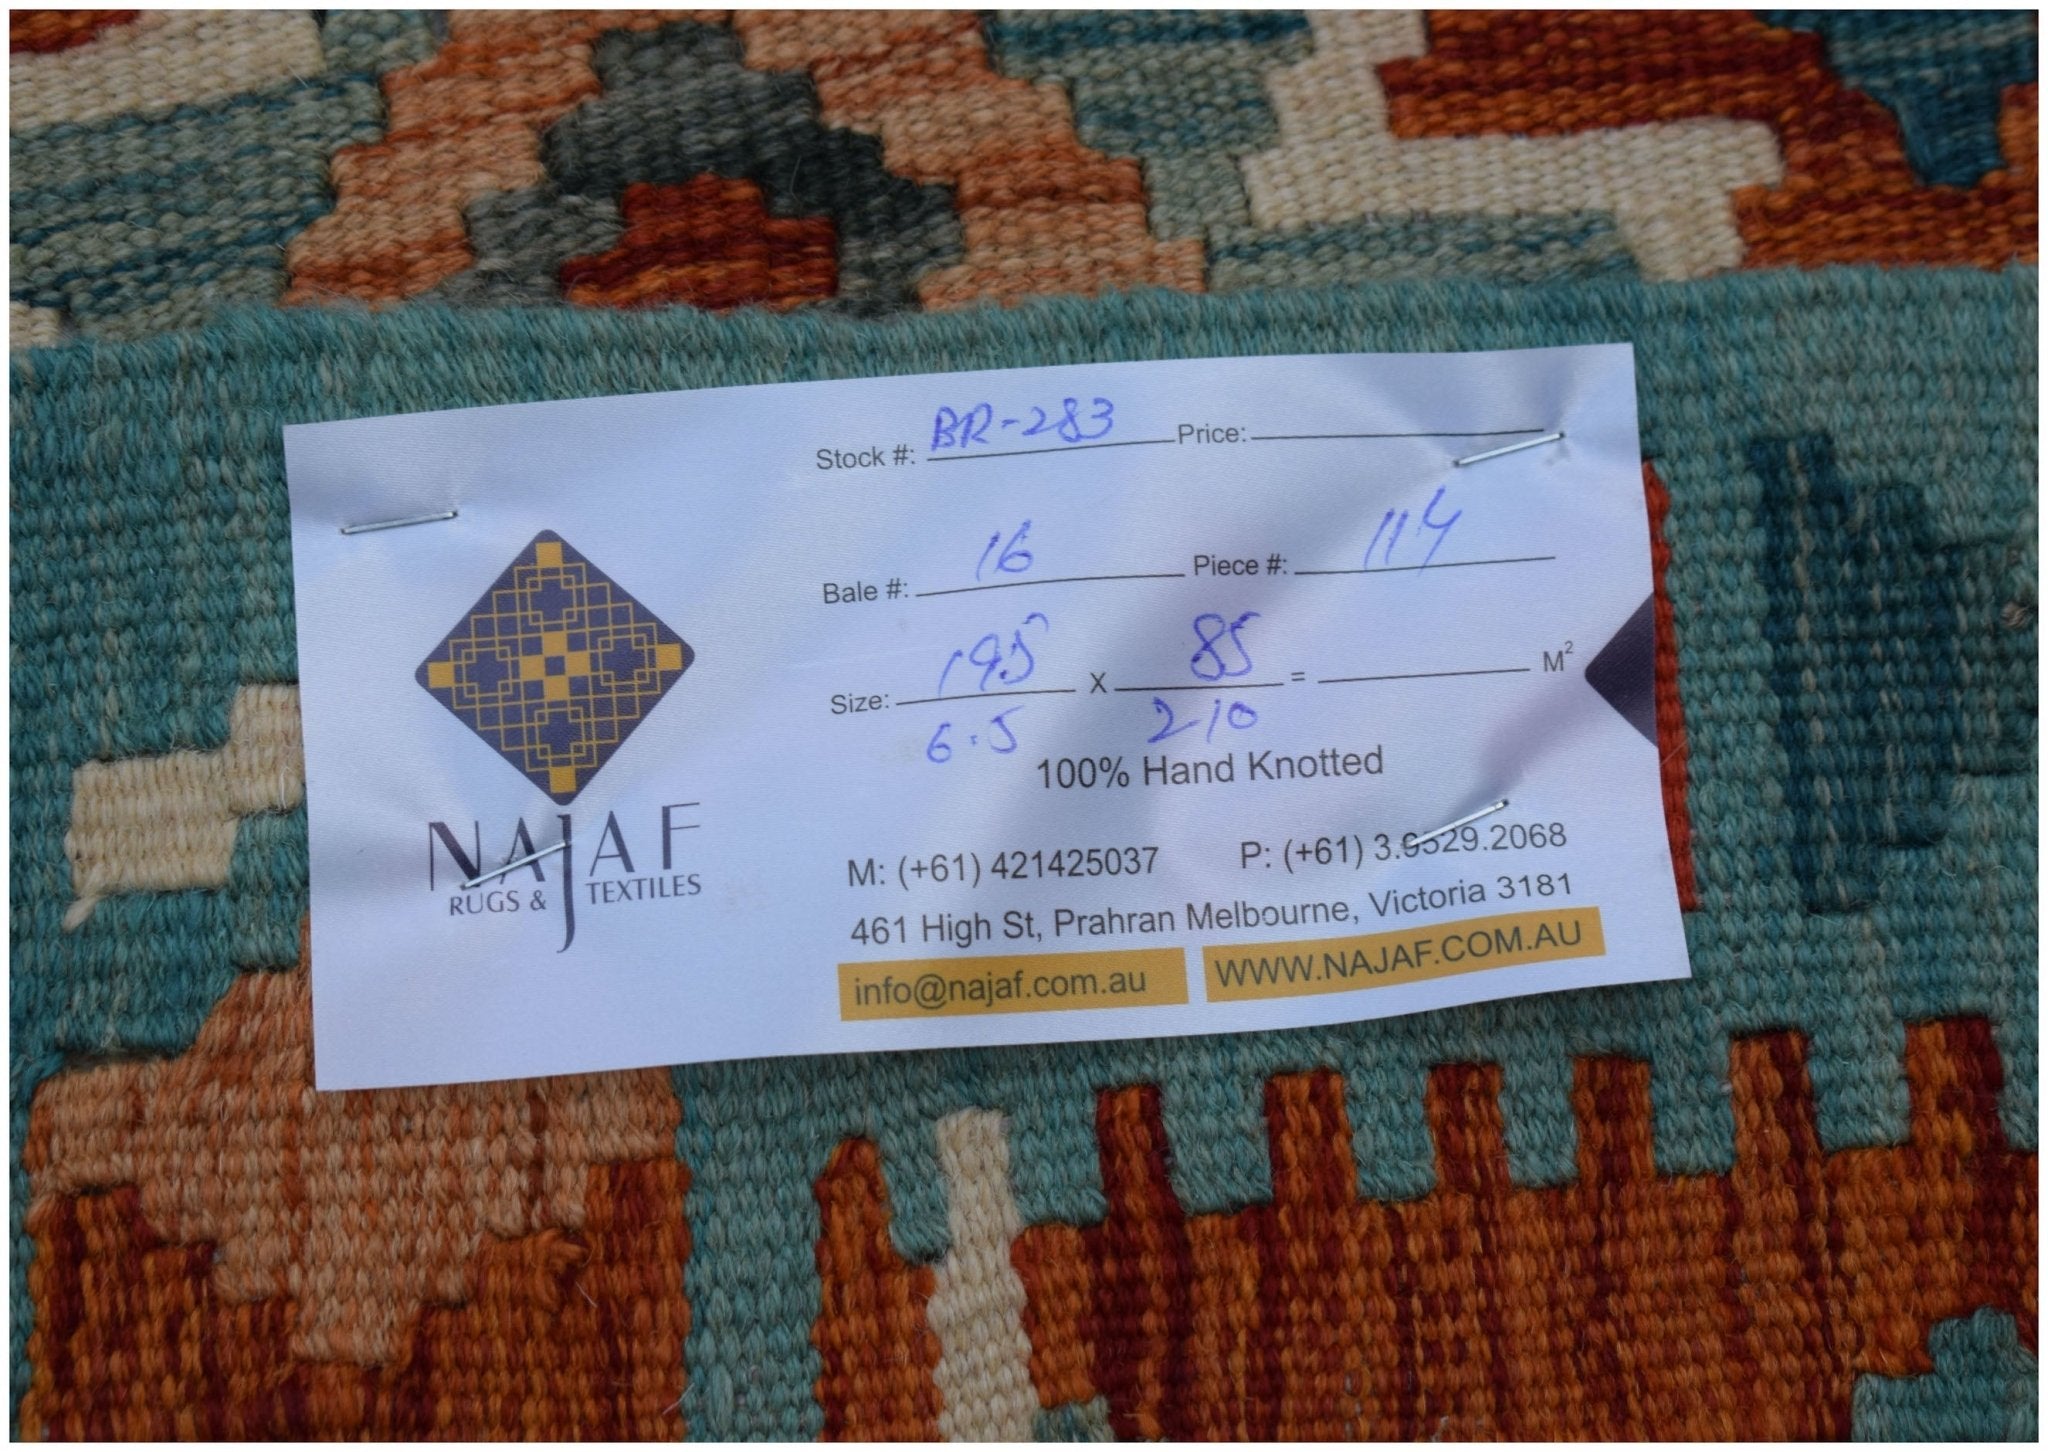 Stock #: BR-283 Price:
Bale #: 16 Piece #: 114
Size: 195 X 85 = M²
6.5 2-10
100% Hand Knotted
NAJAF
RUGS & TEXTILES
M: (+61) 421425037 P: (+61) 3.9529.2068
461 High St, Prahran Melbourne, Victoria 3181
info@najaf.com.au WWW.NAJAF.COM.AU